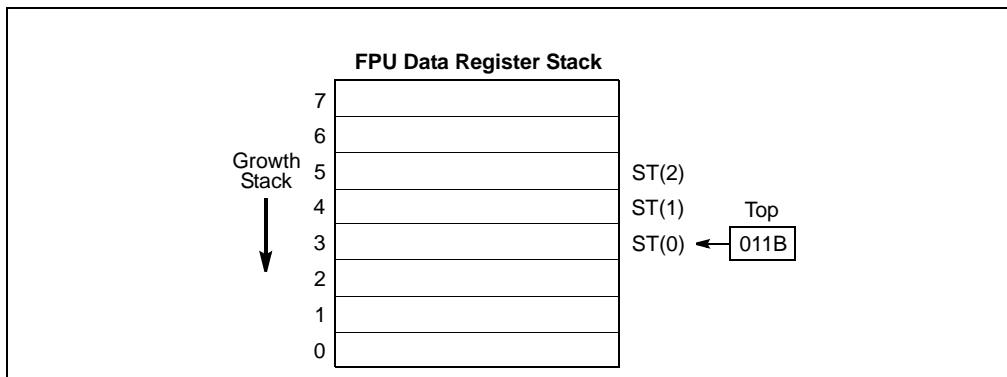 FPU Data Register Stack
7
6
Growth
Stack
5
ST(2)
4
ST(1)
Top
3
ST(0)
011B
2
1
0